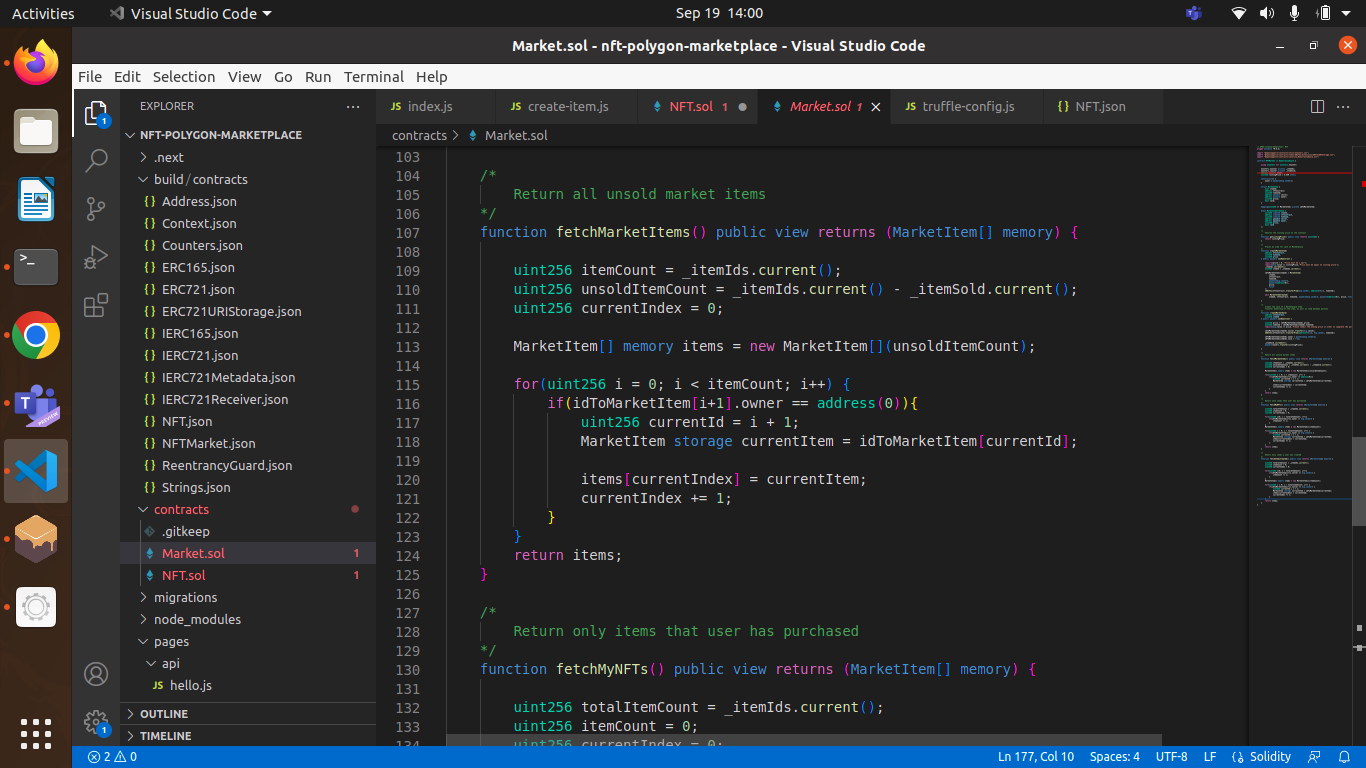 Activities
Visual Studio Code
Sep 19 14:00
Market.sol - nft-polygon-marketplace - Visual Studio Code
File Edit Selection View Go Run Terminal Help
EXPLORER
index.js
create-item.js
NFT.sol 1
Market.sol 1
truffle-config.js
NFT.json
contracts > Market.sol
NFT-POLYGON-MARKETPLACE
.next
build / contracts
Address.json
Context.json
Counters.json
ERC165.json
ERC721.json
ERC721URIStorage.json
IERC165.json
IERC721.json
IERC721Metadata.json
IERC721Receiver.json
NFT.json
NFTMarket.json
ReentrancyGuard.json
Strings.json
contracts
.gitkeep
Market.sol 1
NFT.sol 1
migrations
node_modules
pages
api
JS hello.js
OUTLINE
TIMELINE
103
104 /*
105 Return all unsold market items
106 */
107 function fetchMarketItems() public view returns (MarketItem[] memory) {
108
109 uint256 itemCount = _itemIds.current();
110 uint256 unsoldItemCount = _itemIds.current() - _itemSold.current();
111 uint256 currentIndex = 0;
112
113 MarketItem[] memory items = new MarketItem[](unsoldItemCount);
114
115 for(uint256 i = 0; i < itemCount; i++) {
116 if(idToMarketItem[i+1].owner == address(0)){
117 uint256 currentId = i + 1;
118 MarketItem storage currentItem = idToMarketItem[currentId];
119
120 items[currentIndex] = currentItem;
121 currentIndex += 1;
122 }
123 }
124 return items;
125 }
126
127 /*
128 Return only items that user has purchased
129 */
130 function fetchMyNFTs() public view returns (MarketItem[] memory) {
131
132 uint256 totalItemCount = _itemIds.current();
133 uint256 itemCount = 0;
134 uint256 currentIndex = 0;
2 0
Ln 177, Col 10
Spaces: 4
UTF-8
LF
Solidity